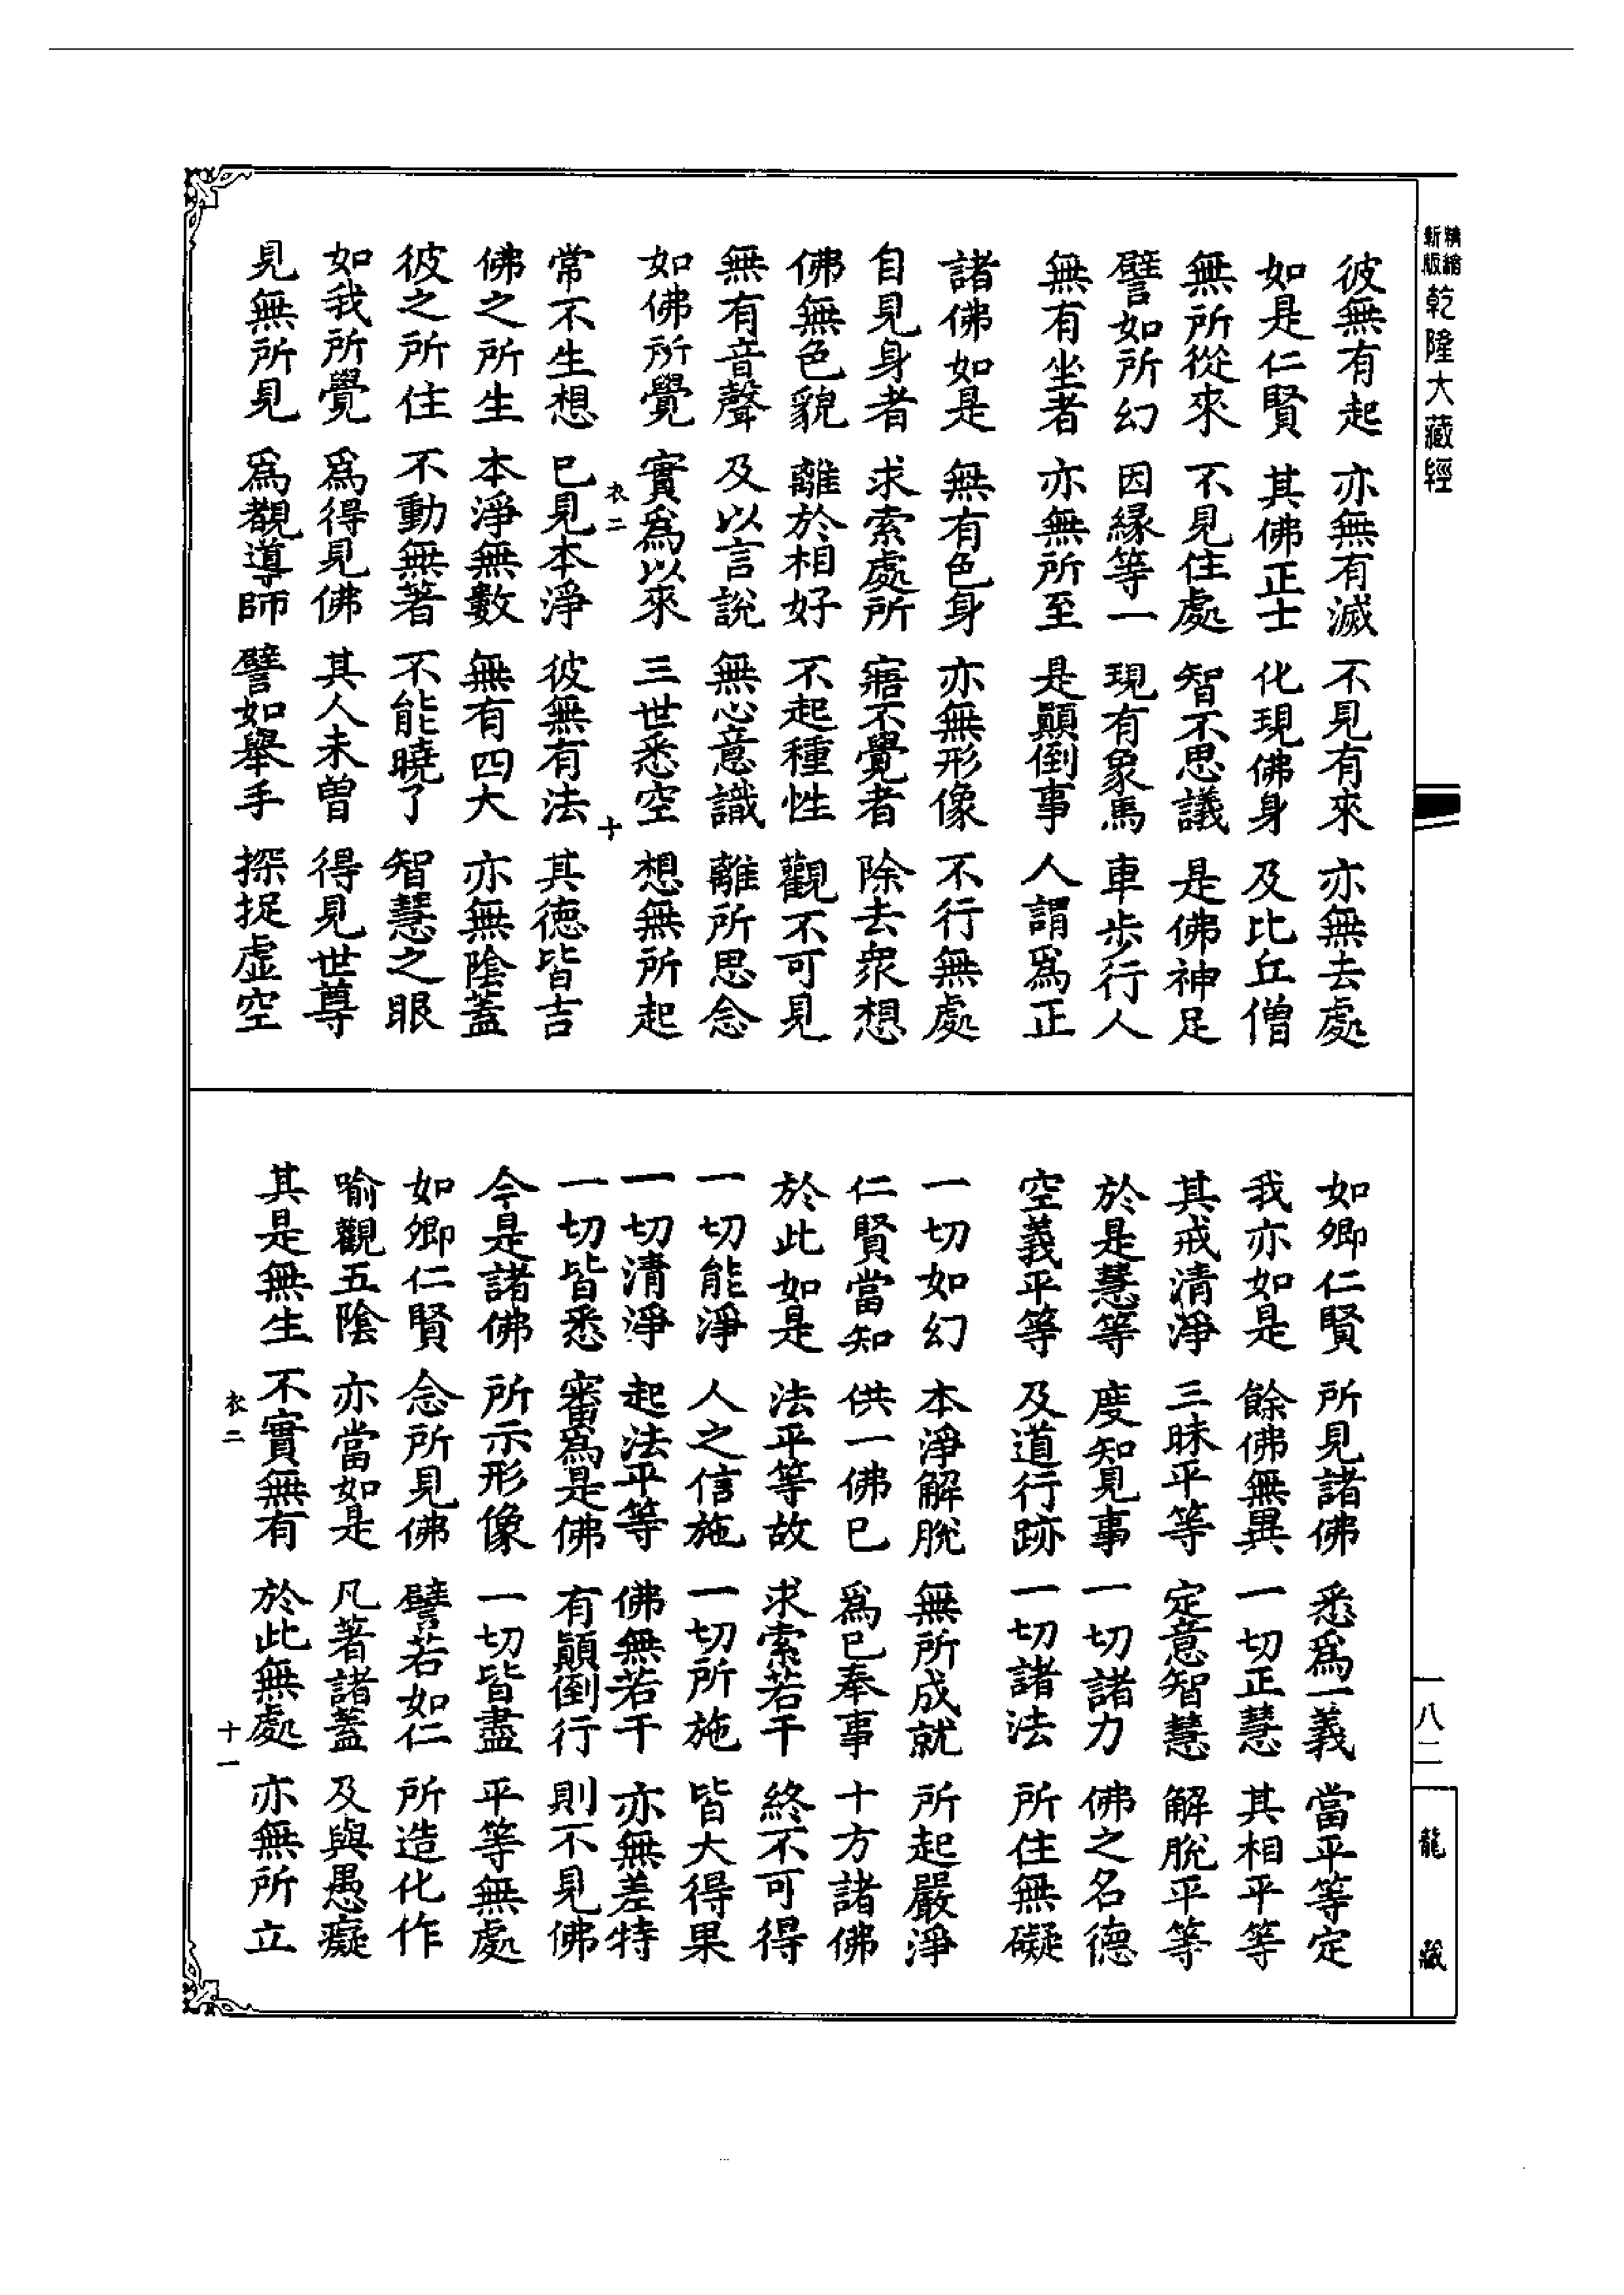 精繪
新版
乾隆大藏經
彼無有起 亦無有滅 不見有來 亦無去處
如是仁賢 其佛正士 化現佛身 及比丘僧
無所從來 不見住處 智不思議 是佛神足
譬如所幻 因緣等一 現有象馬 車步行人
無有坐者 亦無所至 是顛倒事 人謂爲正
諸佛如是 無有色身 亦無形像 不行無處
自見身者 求索處所 寤不覺者 除去衆想
佛無色貌 離於相好 不起種性 觀不可見
無有音聲 及以言說 無心意識 離所思念
如佛所覺 實爲以來 三世悉空 想無所起
衣二 十
常不生想 已見本淨 彼無有法 其德皆吉
佛之所生 本淨無數 無有四大 亦無陰蓋
彼之所住 不動無著 不能曉了 智慧之眼
如我所覺 爲得見佛 其人未曾 得見世尊
見無所見 爲覩導師 譬如舉手 探捉虛空
如卿仁賢 所見諸佛 悉爲一義 當平等定
我亦如是 餘佛無異 一切正慧 其相平等
其戒清淨 三昧平等 定意智慧 解脫平等
於是慧等 度知見事 一切諸力 佛之名德
空義平等 及道行跡 一切諸法 所住無礙
一切如幻 本淨解脫 無所成就 所起嚴淨
仁賢當知 供一佛已 爲已奉事 十方諸佛
於此如是 法平等故 求索若干 終不可得
一切能淨 人之信施 一切所施 皆大得果
一切清淨 起法平等 佛無若干 亦無差特
一切皆悉 審爲是佛 有顛倒行 則不見佛
今是諸佛 所示形像 一切皆盡 平等無處
如卿仁賢 念所見佛 譬若如仁 所造化作
喻觀五陰 亦當如是 凡著諸蓋 及與愚癡
其是無生 不實無有 於此無處 亦無所立
衣二 十一
一八二
龍藏